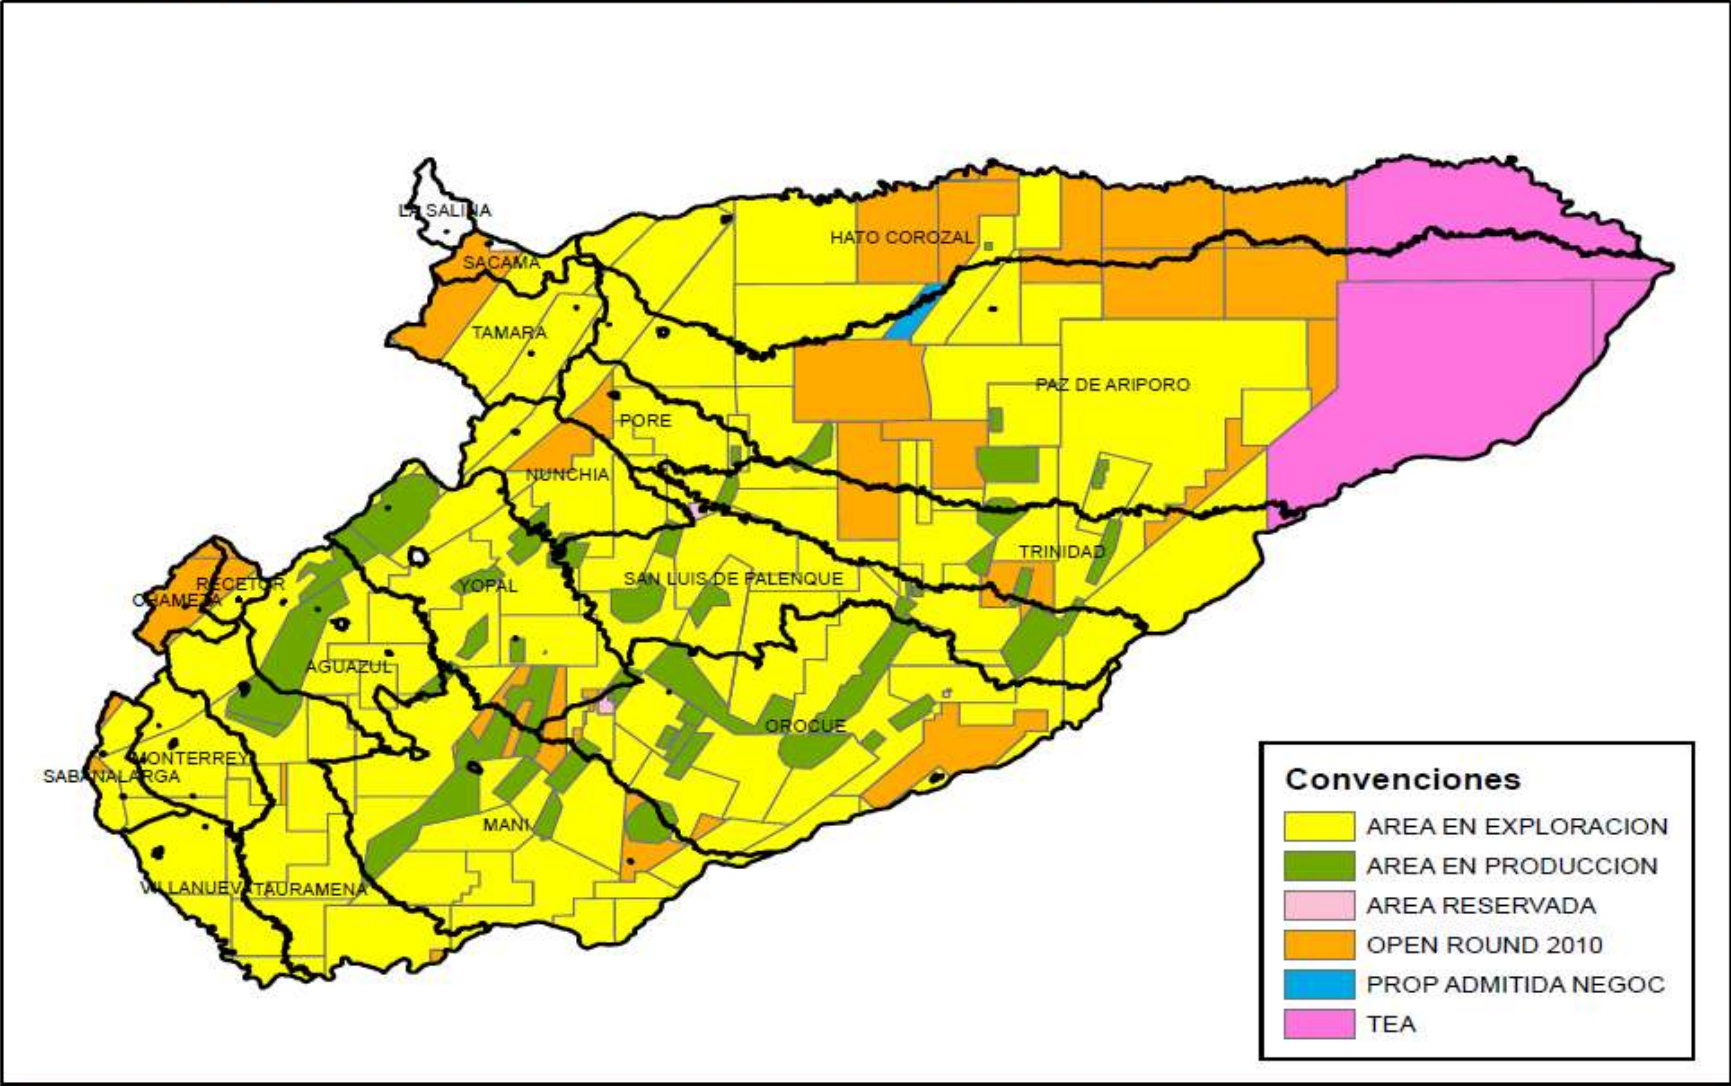 LA SALINA
HATO COROZAL
SACAMA
TAMARA
PAZ DE ARIPORO
PORE
NUNCHIA
TRINIDAD
RECETOR
YOPAL
SAN LUIS DE PALENQUE
CHAMEZA
AGUAZUL
OROCUE
MONTERREY
SABANALARGA
MANI
VILLANUEVA
TAURAMENA
Convenciones
AREA EN EXPLORACION
AREA EN PRODUCCION
AREA RESERVADA
OPEN ROUND 2010
PROP ADMITIDA NEGOC
TEA